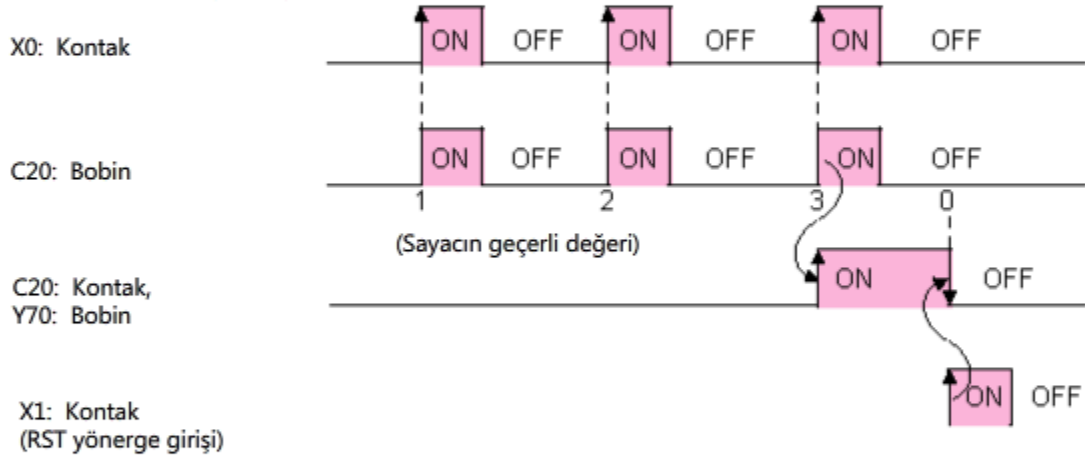 X0: Kontak
ON OFF ON OFF ON OFF
C20: Bobin
ON OFF ON OFF ON OFF
1 2 3 0
(Sayacın geçerli değeri)
C20: Kontak,
Y70: Bobin
ON OFF
X1: Kontak
(RST yönerge girişi)
ON OFF